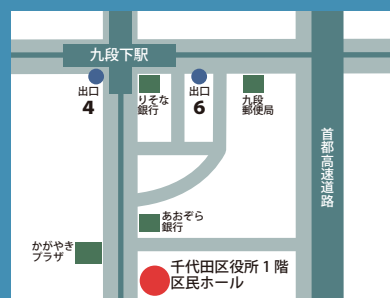 九段下駅
出口
4
りそな
銀行
出口
6
九段
郵便局
首都高速道路
あおぞら
銀行
かがやき
プラザ
千代田区役所1階
区民ホール